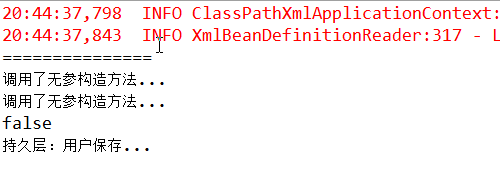 20:44:37,798  INFO ClassPathXmlApplicationContext:
20:44:37,843  INFO XmlBeanDefinitionReader:317 - L
===============
调用了无参构造方法...
调用了无参构造方法...
false
持久层：用户保存...